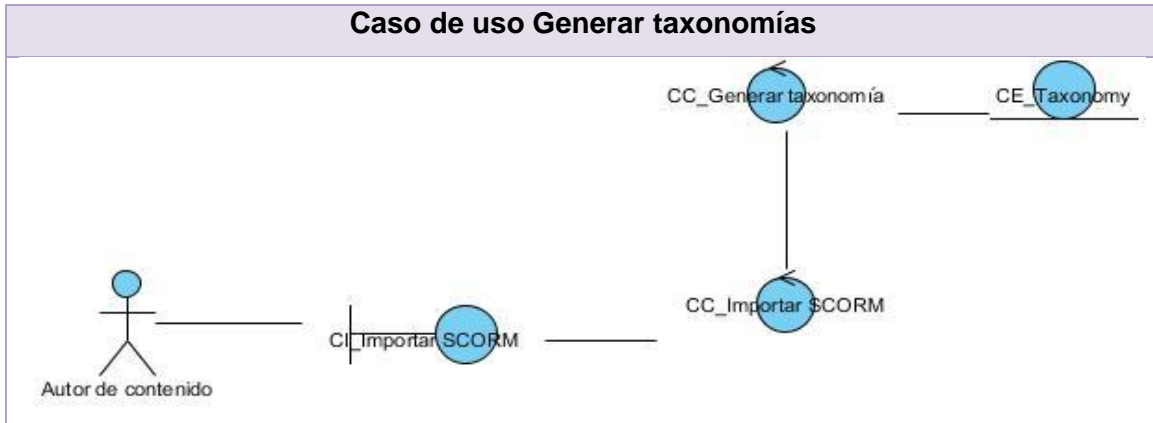 Caso de uso Generar taxonomías
CC_Generar taxonomía
CE_Taxonomy
CC_Importar SCORM
CI_Importar SCORM
Autor de contenido